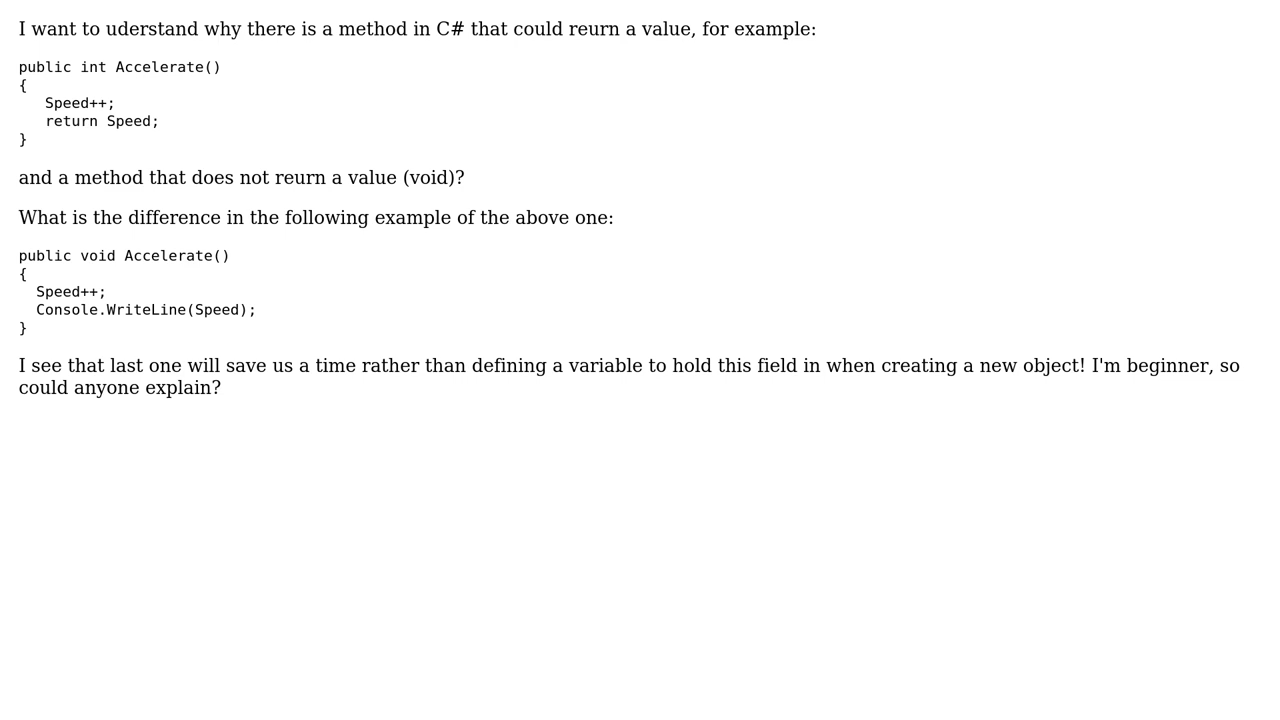 I want to uderstand why there is a method in C# that could reurn a value, for example:
public int Accelerate()
{
   Speed++;
   return Speed;
}
and a method that does not reurn a value (void)?
What is the difference in the following example of the above one:
public void Accelerate()
{
  Speed++;
  Console.WriteLine(Speed);
}
I see that last one will save us a time rather than defining a variable to hold this field in when creating a new object! I'm beginner, so
could anyone explain?